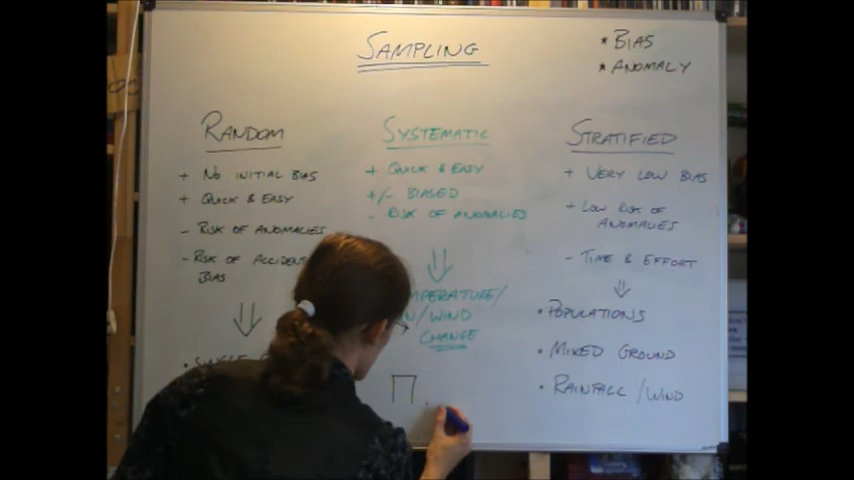 SAMPLING
* BIAS
* ANOMALY
RANDOM
+ NO INITIAL BIAS
+ QUICK & EASY
- RISK OF ANOMALIES
- RISK OF
BIAS
SYSTEMATIC
+ QUICK & EASY
+/- BIASED
- RISK OF ANOMALIES
/WIND
CHANGE
STRATIFIED
+ VERY LOW BIAS
+ LOW RISK OF
ANOMALIES
- TIME & EFFORT
• POPULATIONS
• MIXED GROUND
• RAINFALL /WIND